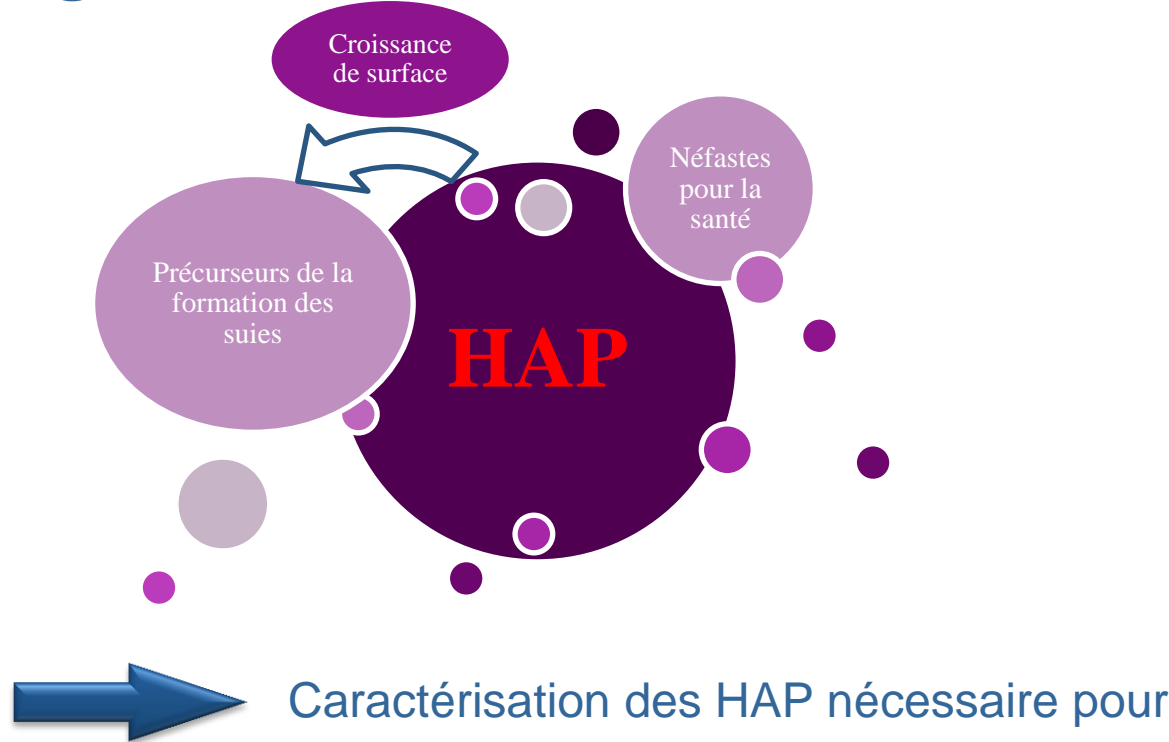 Croissance
de surface
Néfastes
pour la
santé
Précurseurs de la
formation des
suies
HAP
Caractérisation des HAP nécessaire pour